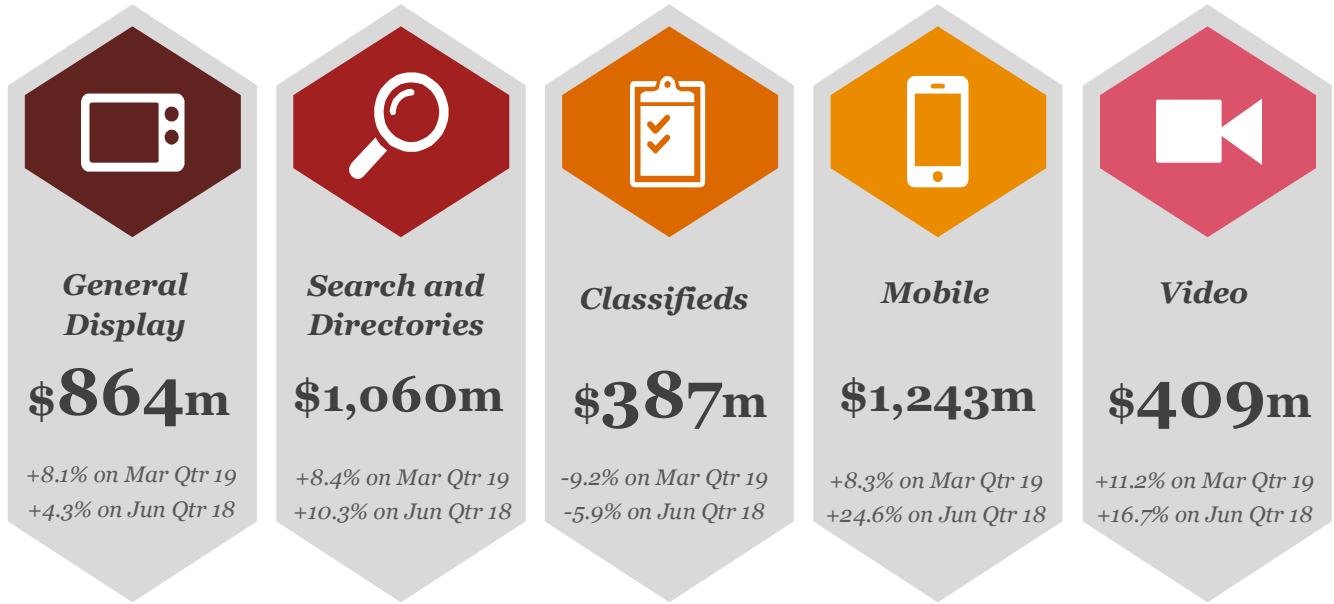 General
Display
$864m
+8.1% on Mar Qtr 19
+4.3% on Jun Qtr 18
Search and
Directories
$1,060m
+8.4% on Mar Qtr 19
+10.3% on Jun Qtr 18
Classifieds
$387m
-9.2% on Mar Qtr 19
-5.9% on Jun Qtr 18
Mobile
$1,243m
+8.3% on Mar Qtr 19
+24.6% on Jun Qtr 18
Video
$409m
+11.2% on Mar Qtr 19
+16.7% on Jun Qtr 18